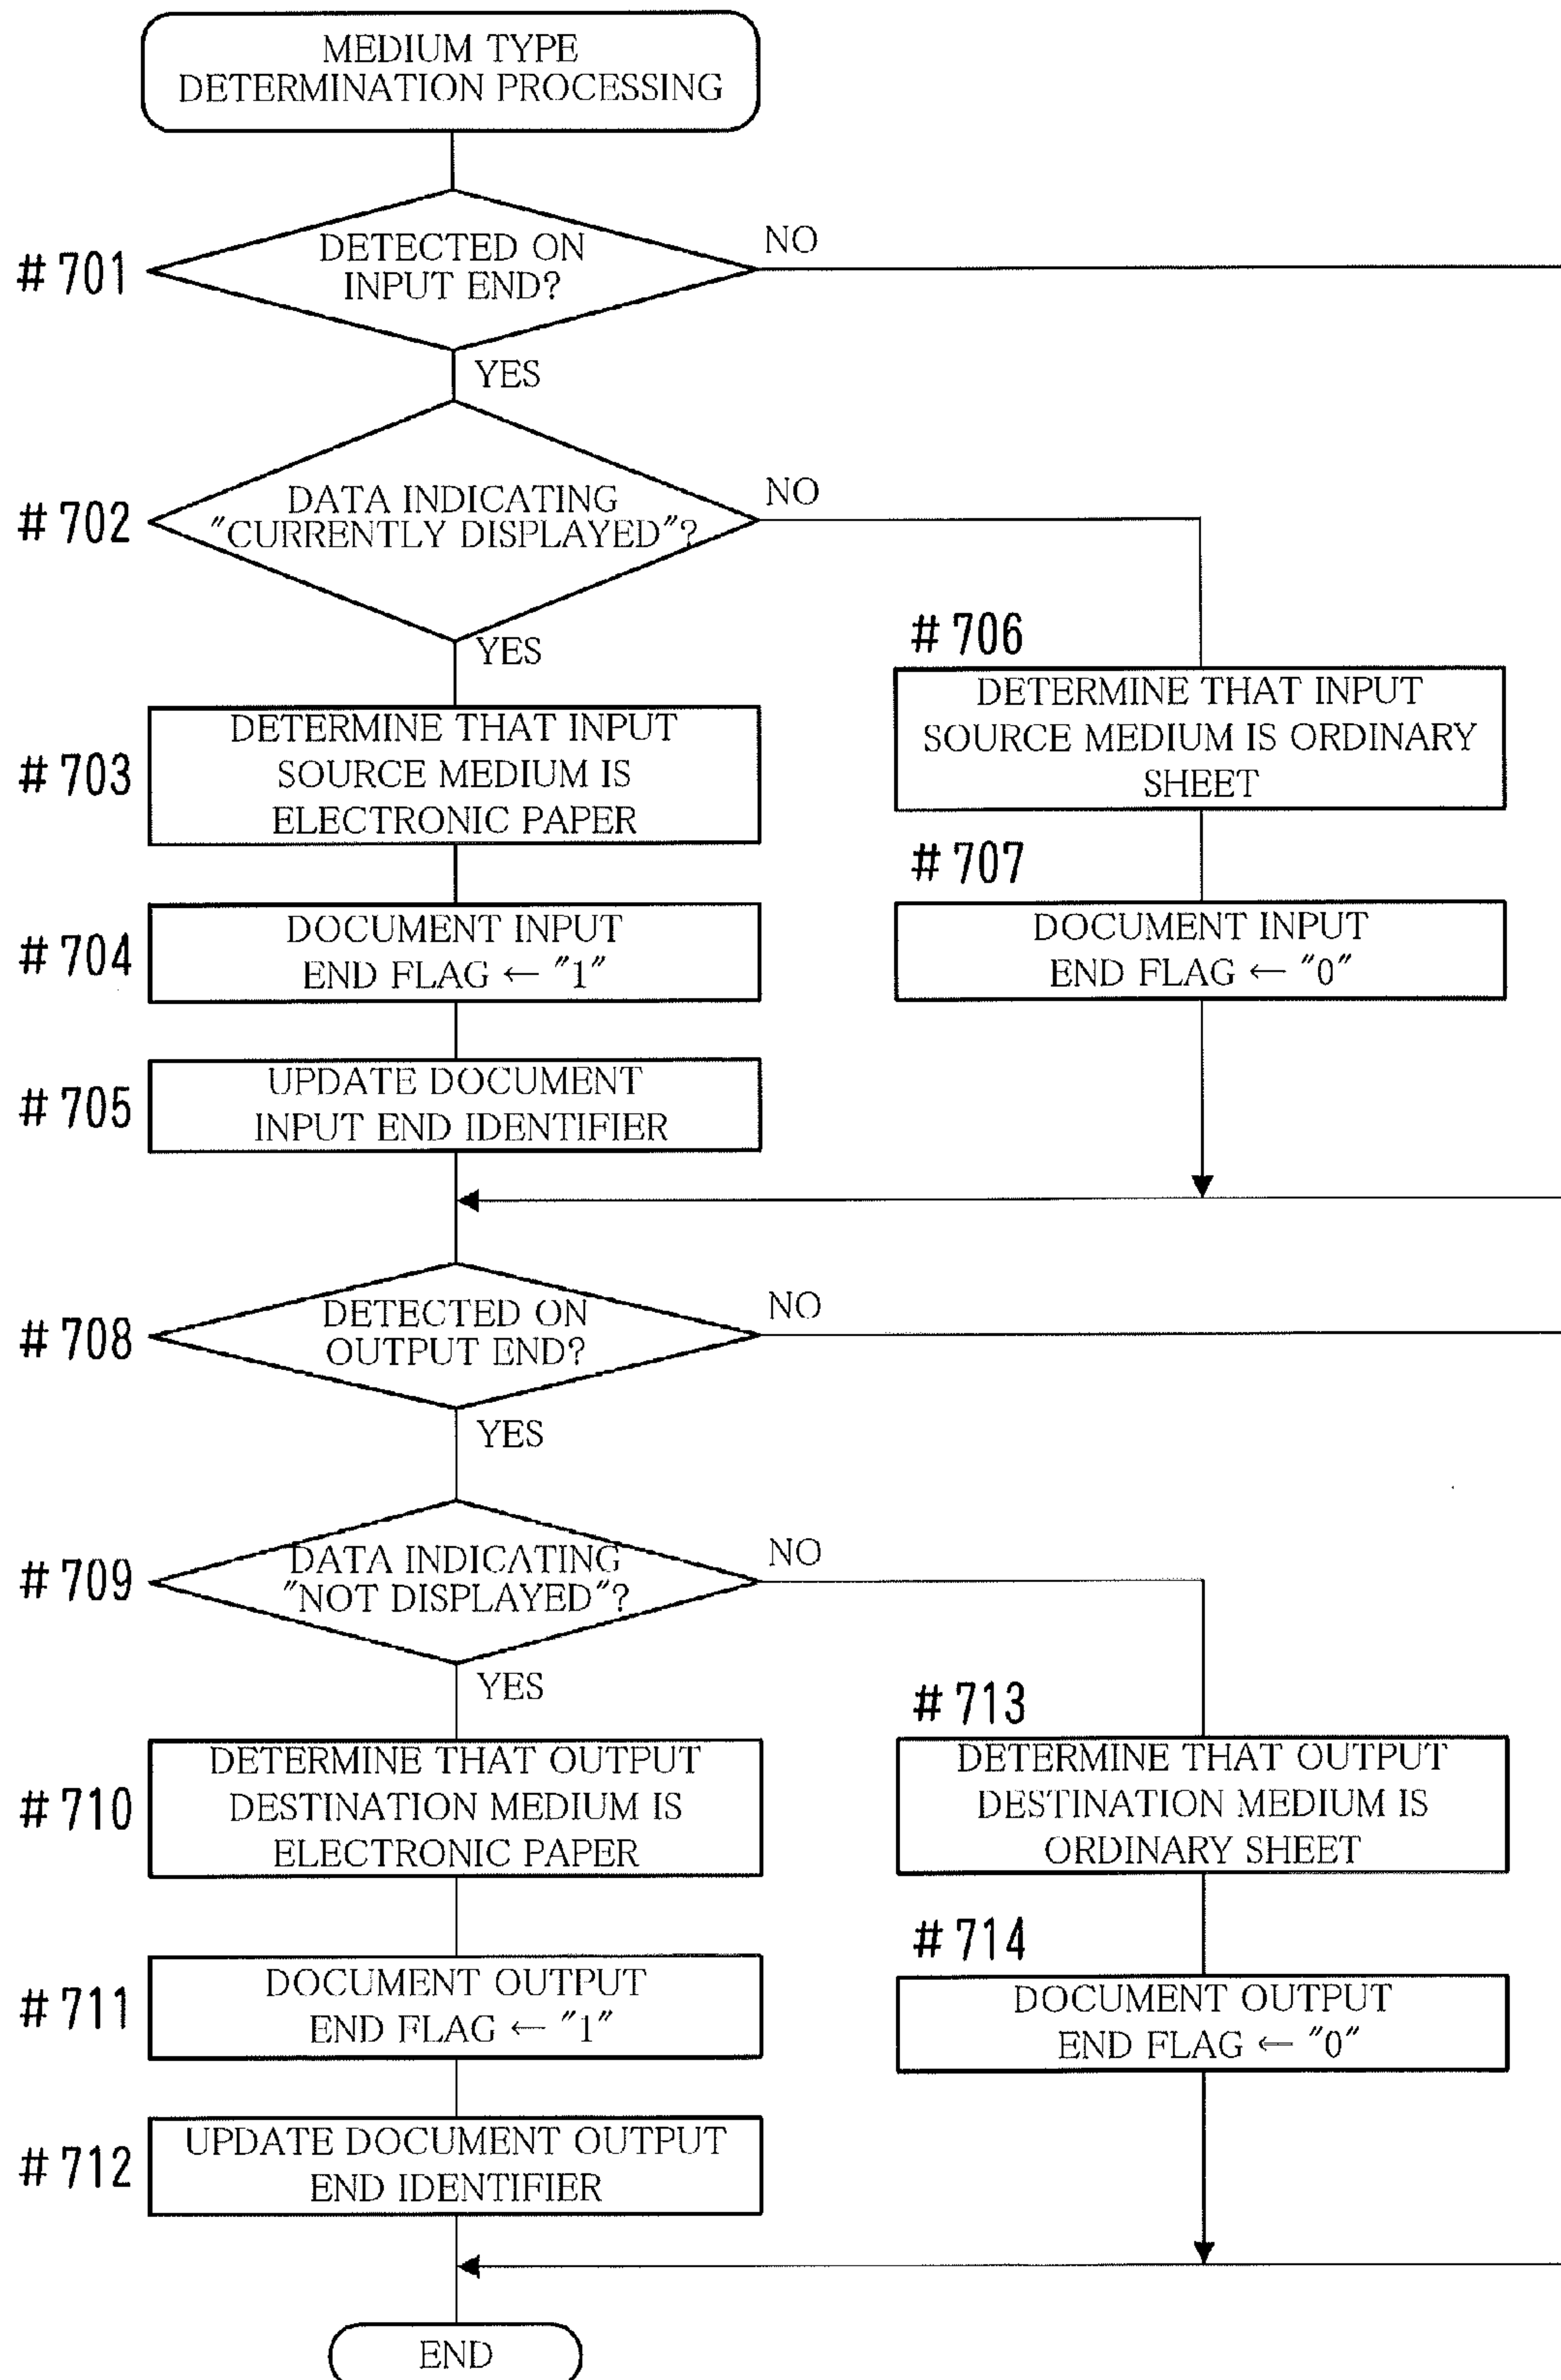 MEDIUM TYPE
DETERMINATION PROCESSING
# 701
DETECTED ON
INPUT END?
NO
YES
# 702
DATA INDICATING
"CURRENTLY DISPLAYED"?
NO
YES
# 703
DETERMINE THAT INPUT
SOURCE MEDIUM IS
ELECTRONIC PAPER
# 706
DETERMINE THAT INPUT
SOURCE MEDIUM IS ORDINARY
SHEET
# 704
DOCUMENT INPUT
END FLAG ← "1"
# 707
DOCUMENT INPUT
END FLAG ← "0"
# 705
UPDATE DOCUMENT
INPUT END IDENTIFIER
# 708
DETECTED ON
OUTPUT END?
NO
YES
# 709
DATA INDICATING
"NOT DISPLAYED"?
NO
YES
# 710
DETERMINE THAT OUTPUT
DESTINATION MEDIUM IS
ELECTRONIC PAPER
# 713
DETERMINE THAT OUTPUT
DESTINATION MEDIUM IS
ORDINARY SHEET
# 711
DOCUMENT OUTPUT
END FLAG ← "1"
# 714
DOCUMENT OUTPUT
END FLAG ← "0"
# 712
UPDATE DOCUMENT OUTPUT
END IDENTIFIER
END